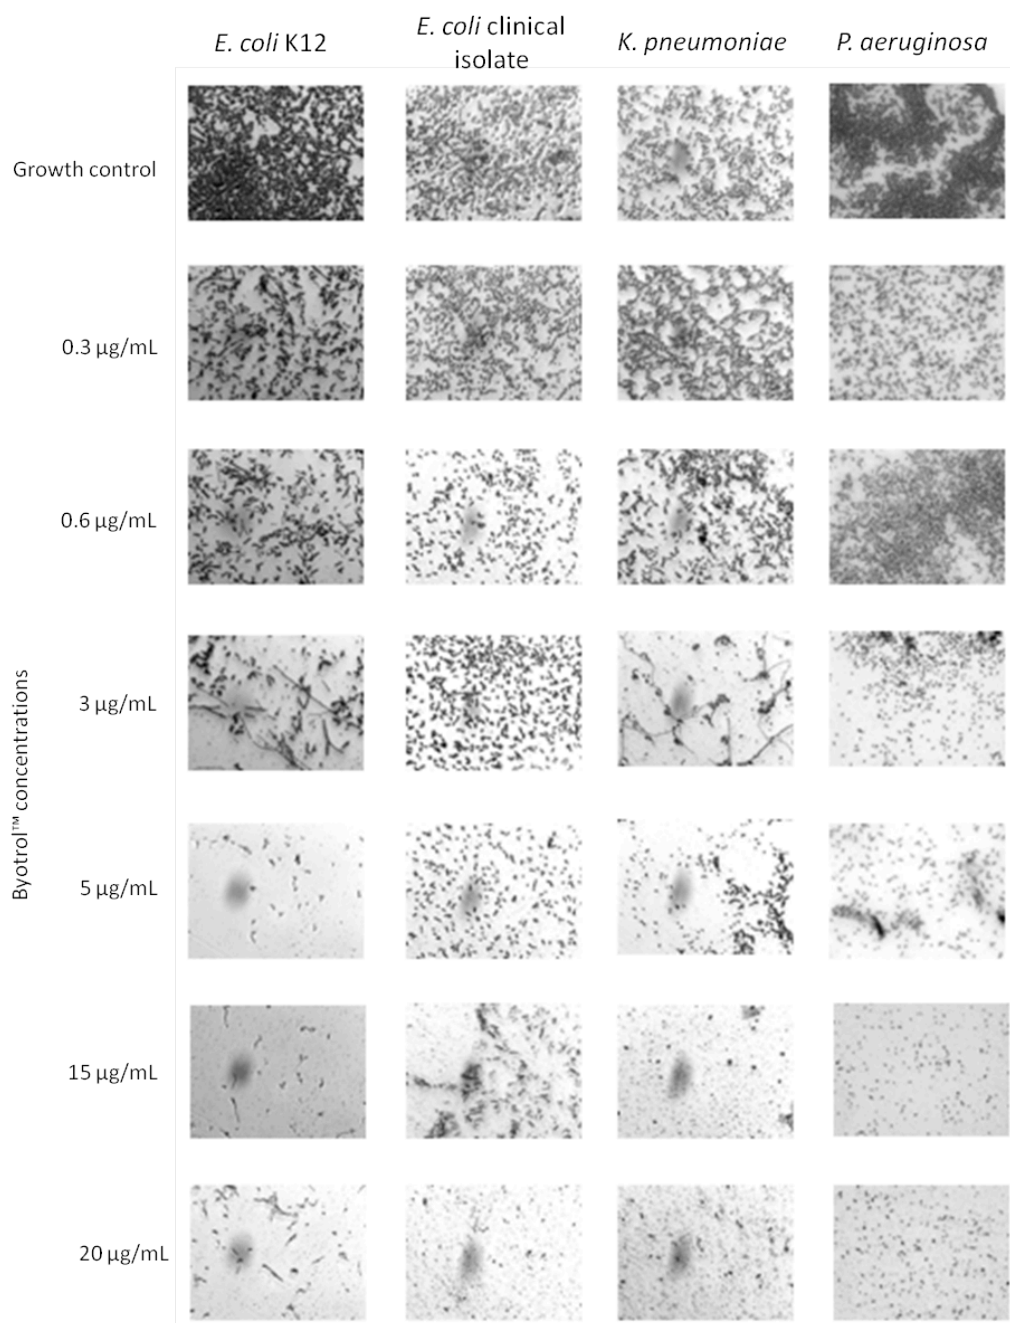 E. coli K12
E. coli clinical
isolate
K. pneumoniae
P. aeruginosa
Growth control
0.3 µg/mL
0.6 µg/mL
Byotrol™ concentrations
3 µg/mL
5 µg/mL
15 µg/mL
20 µg/mL